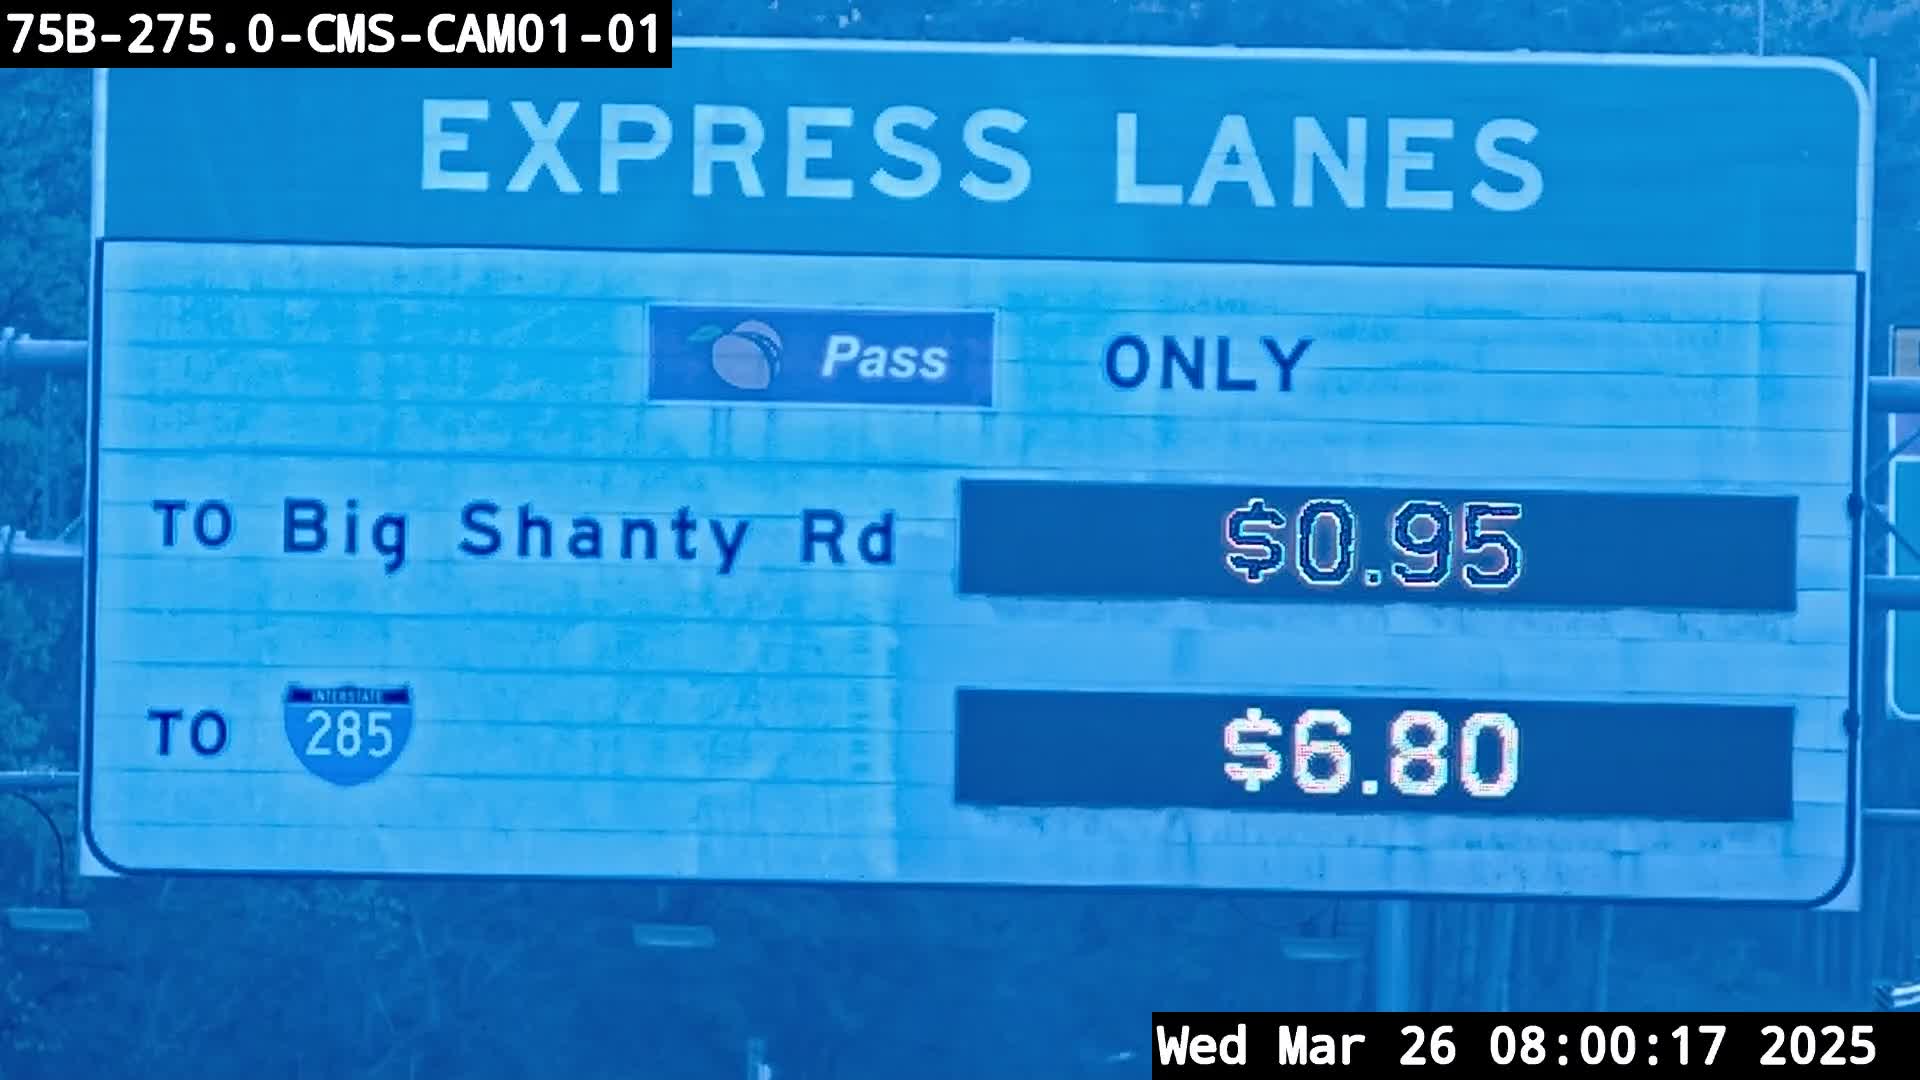 75B-275.0-CMS-CAM01-01
EXPRESS LANES
Pass ONLY
TO Big Shanty Rd $0.95
TO INTERSTATE 285 $6.80
Wed Mar 26 08:00:17 2025